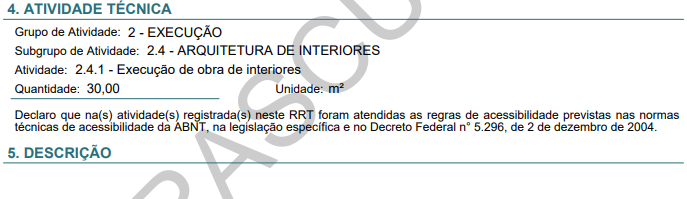 4. ATIVIDADE TÉCNICA
Grupo de Atividade: 2 - EXECUÇÃO
Subgrupo de Atividade: 2.4 - ARQUITETURA DE INTERIORES
Atividade: 2.4.1 - Execução de obra de interiores
Quantidade: 30,00 Unidade: m²
Declaro que na(s) atividade(s) registrada(s) neste RRT foram atendidas as regras de acessibilidade previstas nas normas
técnicas de acessibilidade da ABNT, na legislação específica e no Decreto Federal n° 5.296, de 2 de dezembro de 2004.
5. DESCRIÇÃO
RASCU